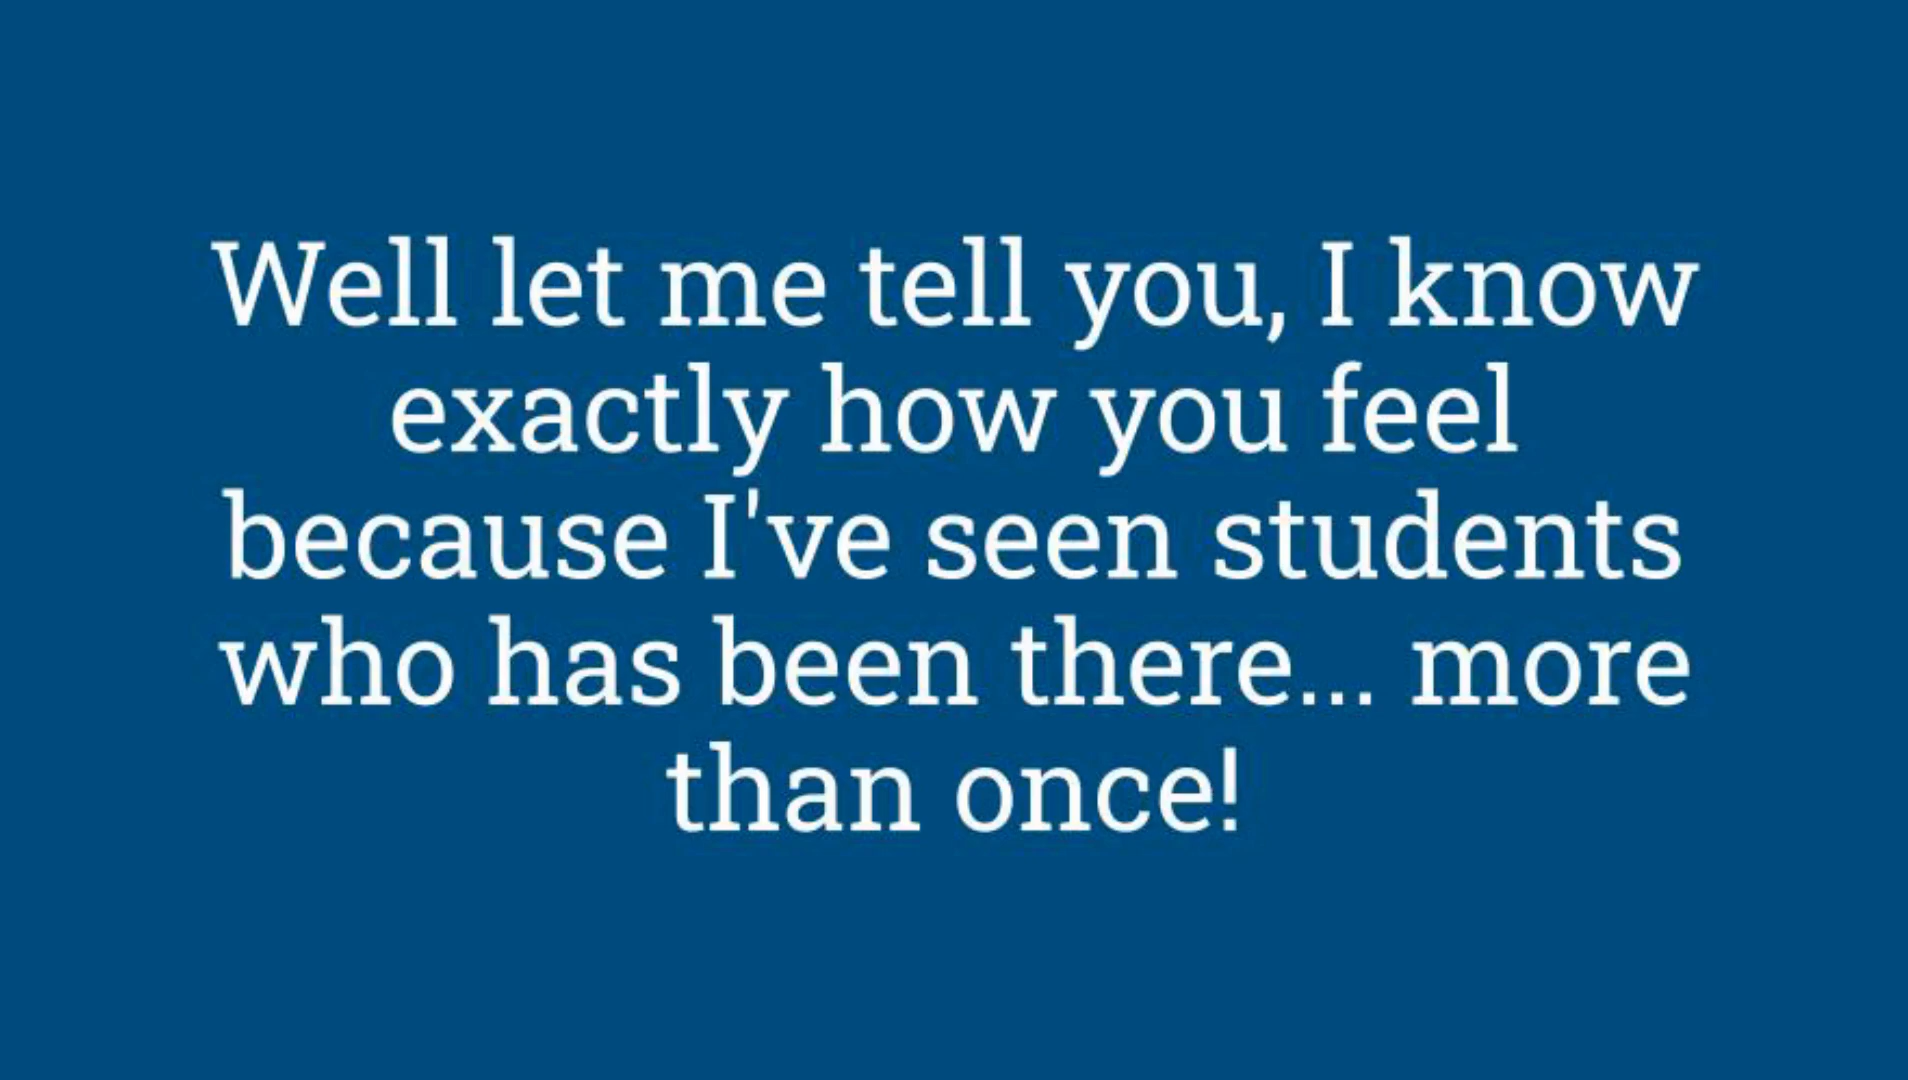 Well let me tell you, I know
exactly how you feel
because I've seen students
who has been there... more
than once!